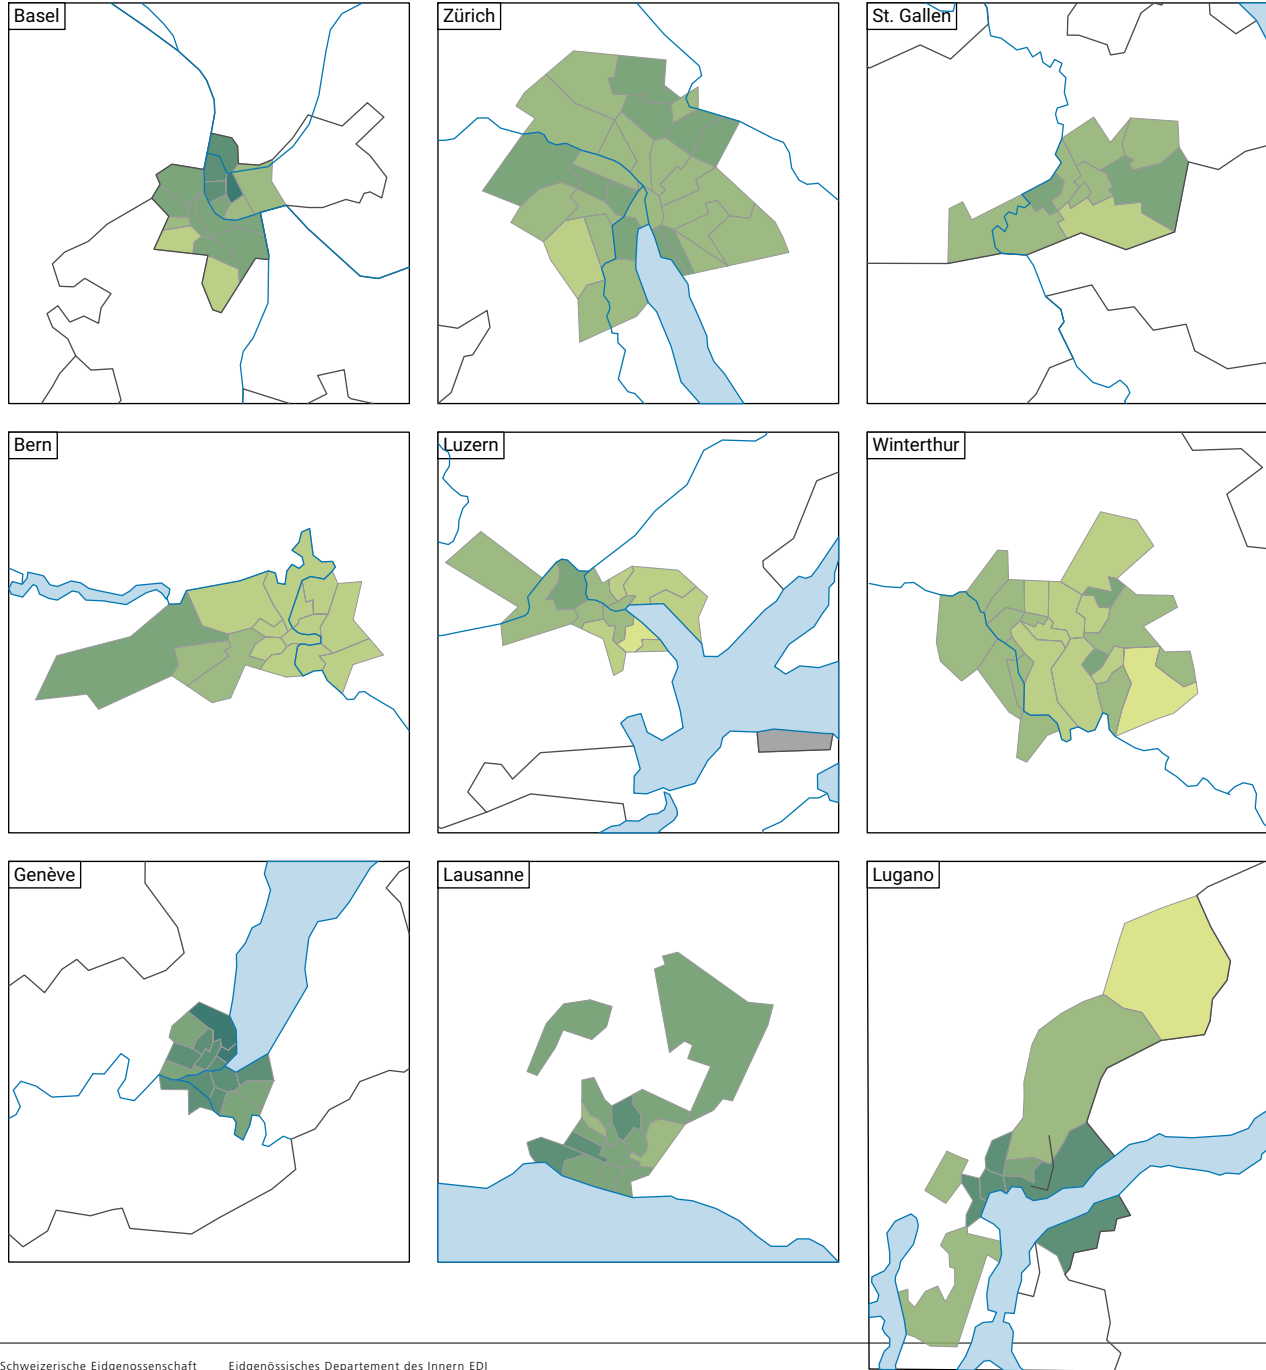 Basel
Zürich
St. Gallen
Bern
Luzern
Winterthur
Genève
Lausanne
Lugano
Schweizerische Eidgenossenschaft Eidgenössisches Departement des Innern EDI